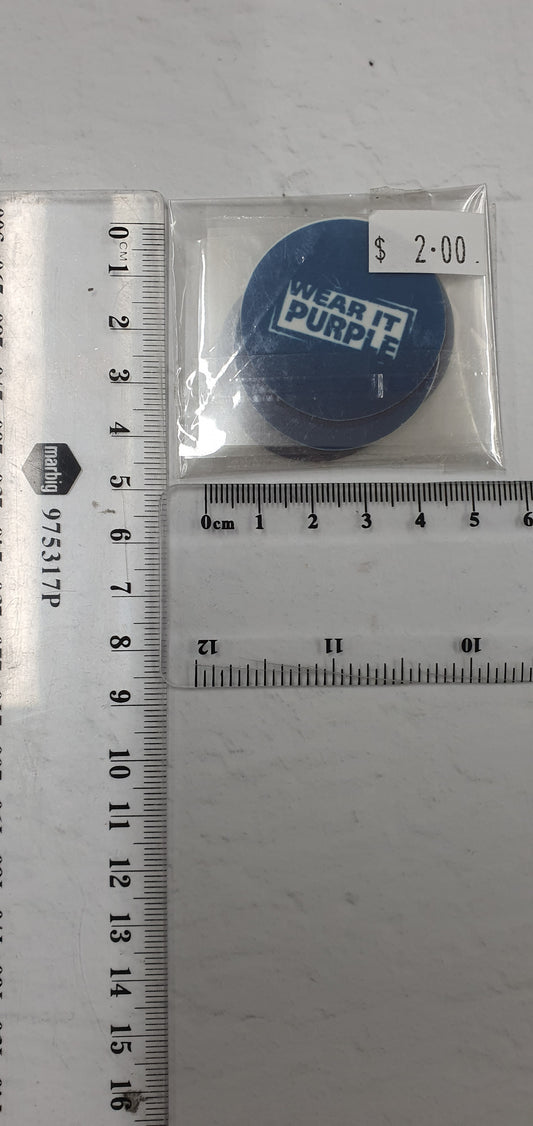 $ 2.00.
WEAR IT
PURPLE
0 CM 1 2 3 4 5 6 7 8 9 10 11 12 13 14 15 16
marbig 975317P
0cm 1 2 3 4 5 6
12 11 10